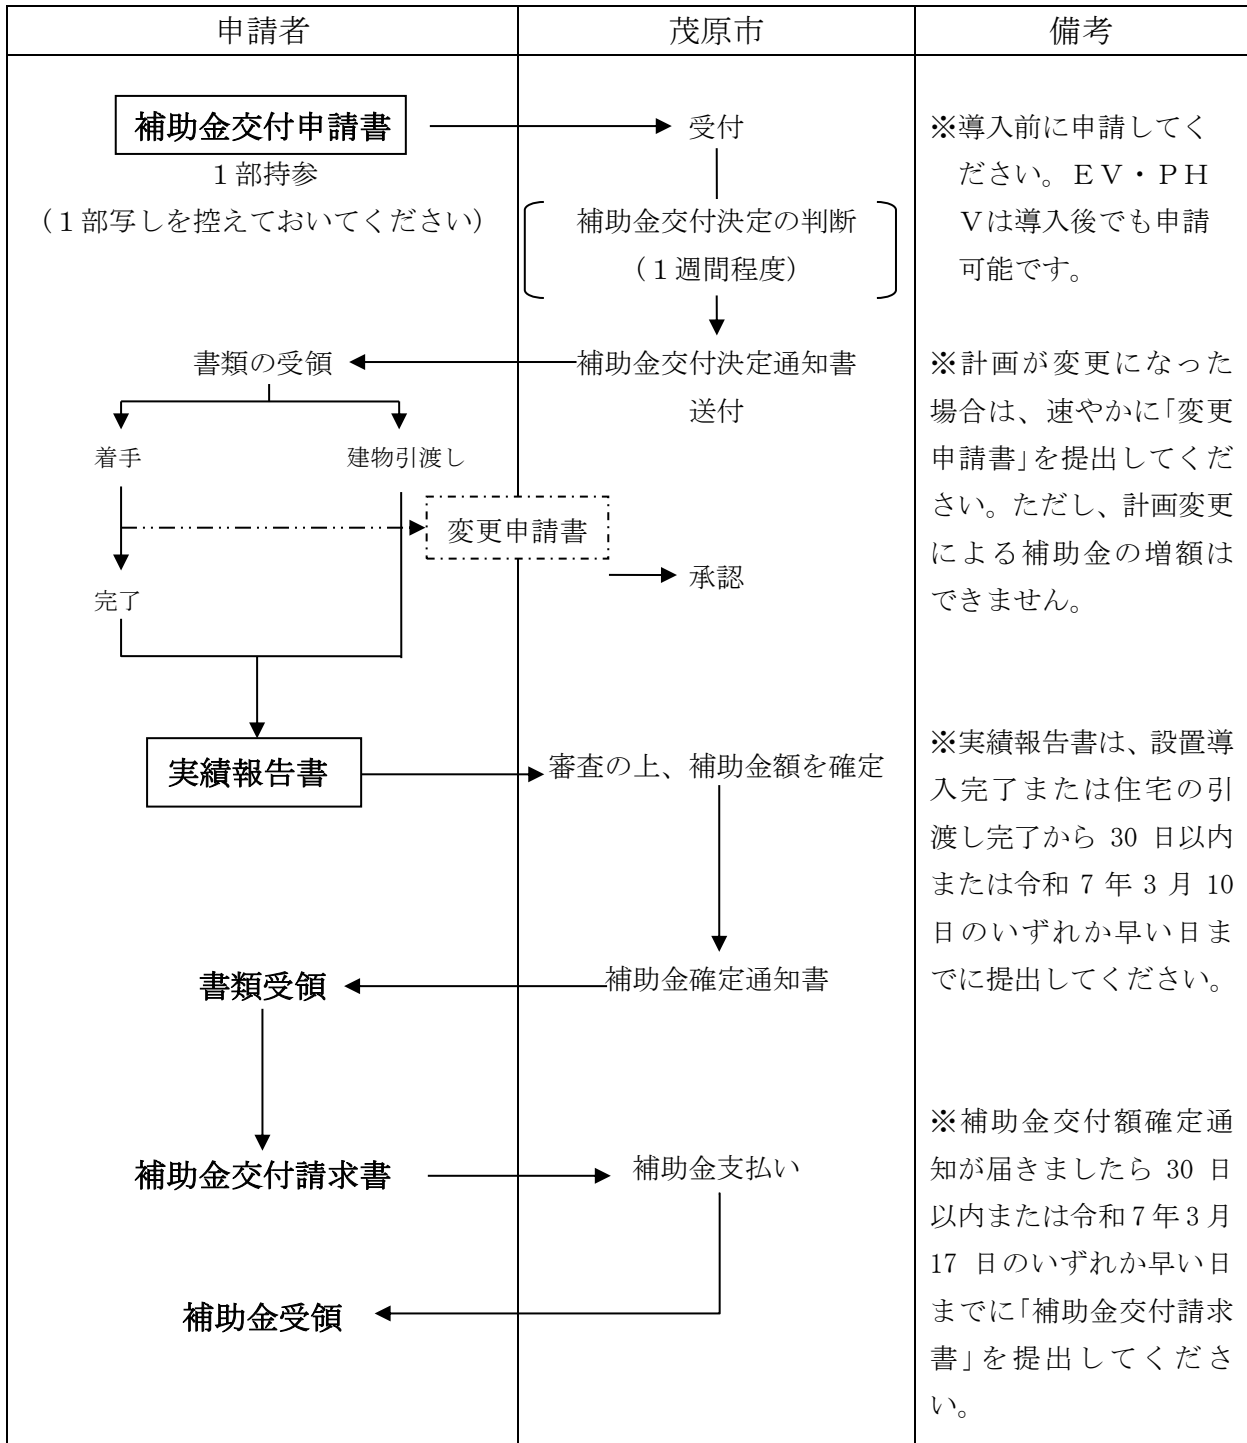 申請者
茂原市
備考
補助金交付申請書
１部持参
（１部写しを控えておいてください）
受付
補助金交付決定の判断
（１週間程度）
※導入前に申請してく
ださい。ＥＶ・ＰＨ
Ｖは導入後でも申請
可能です。
書類の受領
補助金交付決定通知書
送付
着手
建物引渡し
変更申請書
承認
完了
※計画が変更になった
場合は、速やかに「変更
申請書」を提出してくだ
さい。ただし、計画変更
による補助金の増額は
できません。
実績報告書
審査の上、補助金額を確定
※実績報告書は、設置導
入完了または住宅の引
渡し完了から 30 日以内
または令和 7 年 3 月 10
日のいずれか早い日ま
でに提出してください。
書類受領
補助金確定通知書
補助金交付請求書
補助金支払い
補助金受領
※補助金交付額確定通
知が届きましたら 30 日
以内または令和７年３月
17 日のいずれか早い日
までに「補助金交付請求
書」を提出してくださ
い。